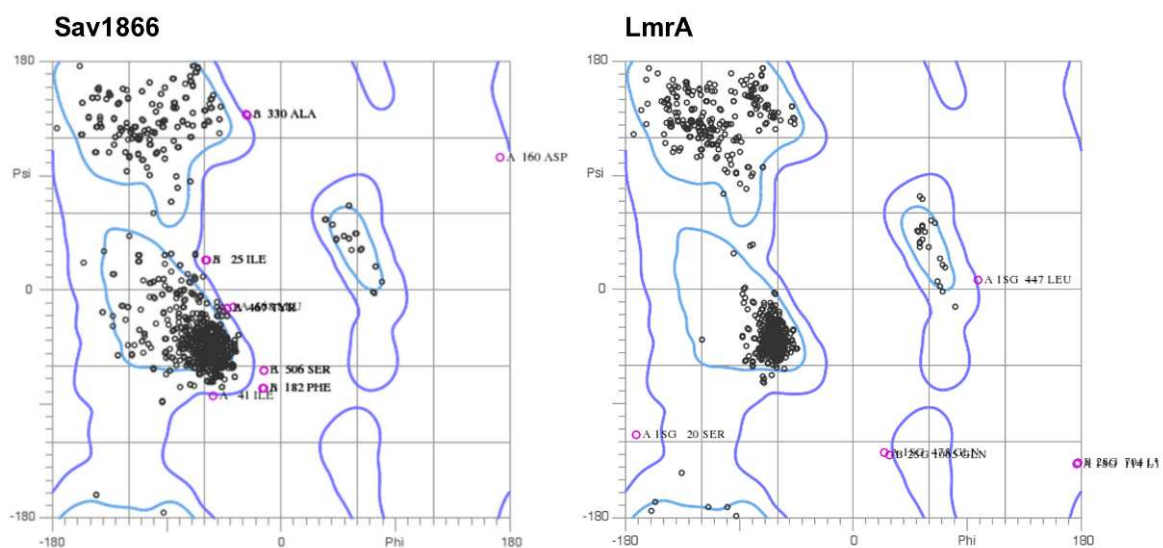 Sav1866
LmrA
180
Psi
0
-180
-180
0
Phi
180
330 ALA
A 160 ASP
25 ILE
506 SER
182 PHE
A 41 ILE
180
Psi
0
-180
-180
0
Phi
180
A 1SG 447 LEU
A 1SG 20 SER